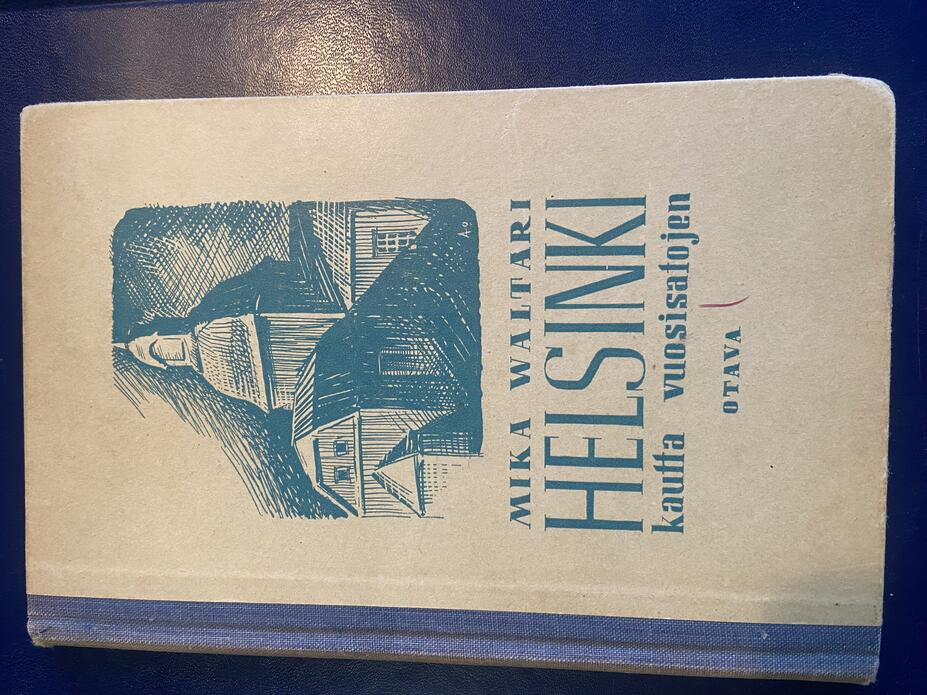 MIKA WALTARI
HELSINKI
kautta vuosisatojen
OTAVA